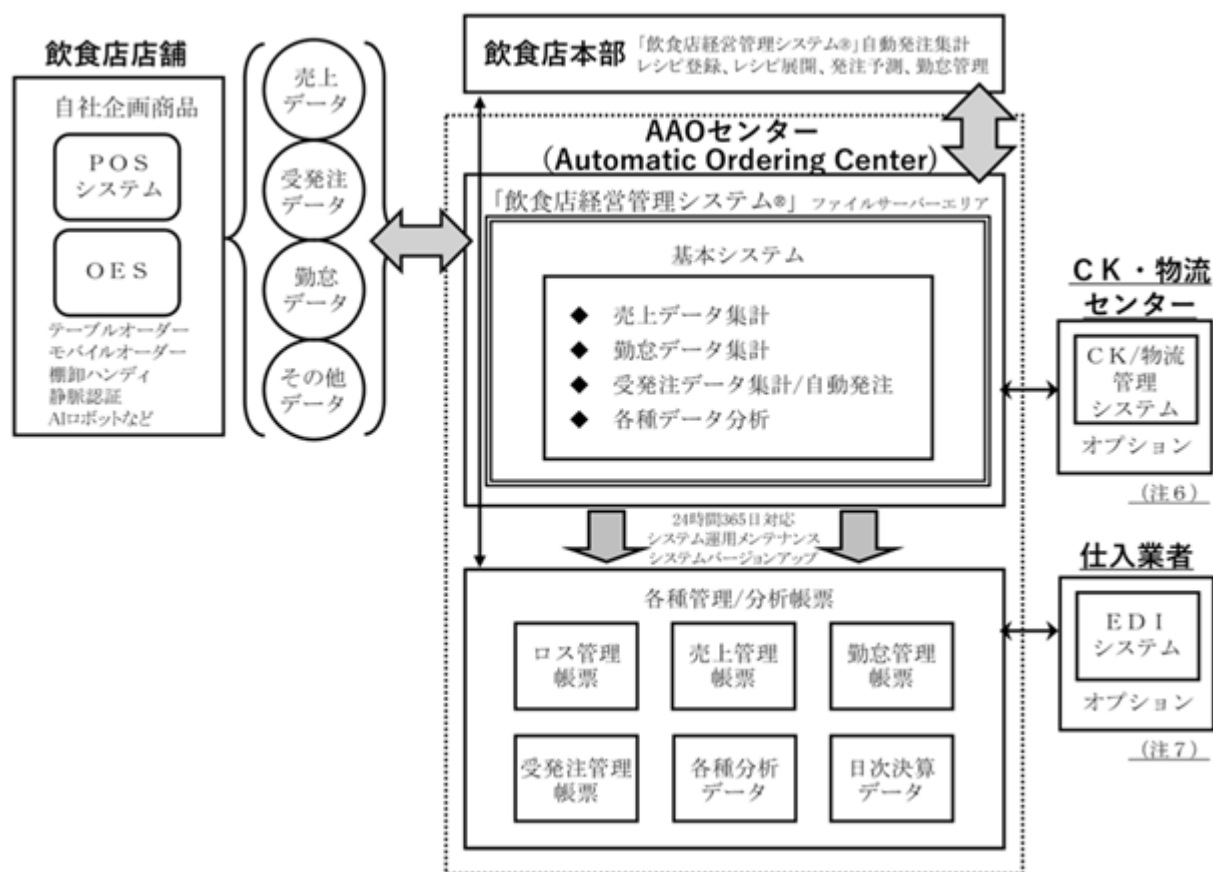 飲食店店舗
自社企画商品
POS
システム
OES
テーブルオーダー
モバイルオーダー
棚卸ハンディ
静脈認証
AIロボットなど
売上
データ
受発注
データ
勤怠
データ
その他
データ
飲食店本部
「飲食店経営管理システム®」自動発注集計
レシピ登録、レシピ展開、発注予測、勤怠管理
AAOセンター
（Automatic Ordering Center）
「飲食店経営管理システム®」 ファイルサーバーエリア
基本システム
◆ 売上データ集計
◆ 勤怠データ集計
◆ 受発注データ集計/自動発注
◆ 各種データ分析
24時間365日対応
システム運用メンテナンス
システムバージョンアップ
各種管理/分析帳票
ロス管理
帳票
売上管理
帳票
勤怠管理
帳票
受発注管理
帳票
各種分析
データ
日次決算
データ
CK・物流
センター
CK/物流
管理
システム
オプション
（注6）
仕入業者
EDI
システム
オプション
（注7）